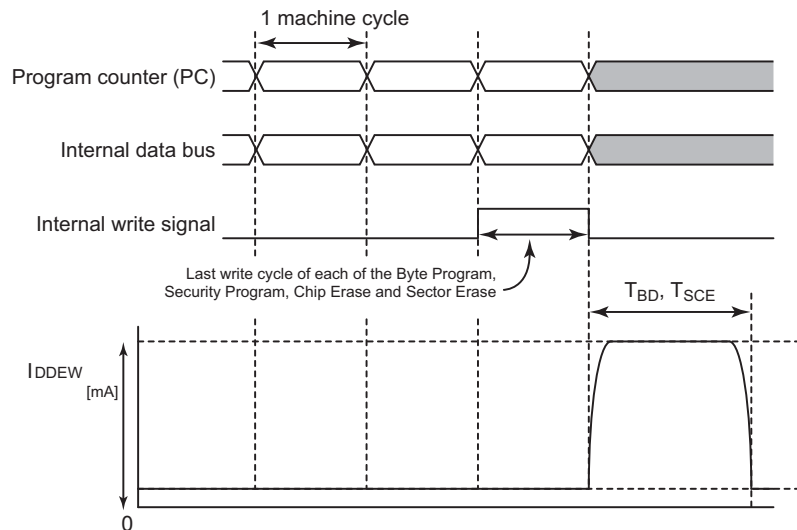 1 machine cycle
Program counter (PC)
Internal data bus
Internal write signal
Last write cycle of each of the Byte Program,
Security Program, Chip Erase and Sector Erase
TBD, TSCE
IDDEW
[mA]
0